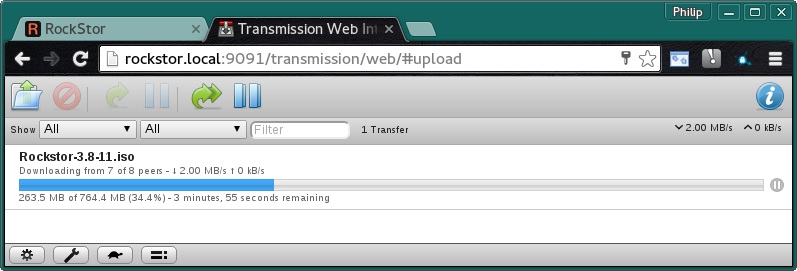 Philip
RockStor
Transmission Web Int
rockstor.local:9091/transmission/web/#upload
Show All All Filter 1 Transfer 2.00 MB/s 0 kB/s
Rockstor-3.8-11.iso
Downloading from 7 of 8 peers - ↓ 2.00 MB/s ↑ 0 kB/s
263.5 MB of 764.4 MB (34.4%) - 3 minutes, 55 seconds remaining